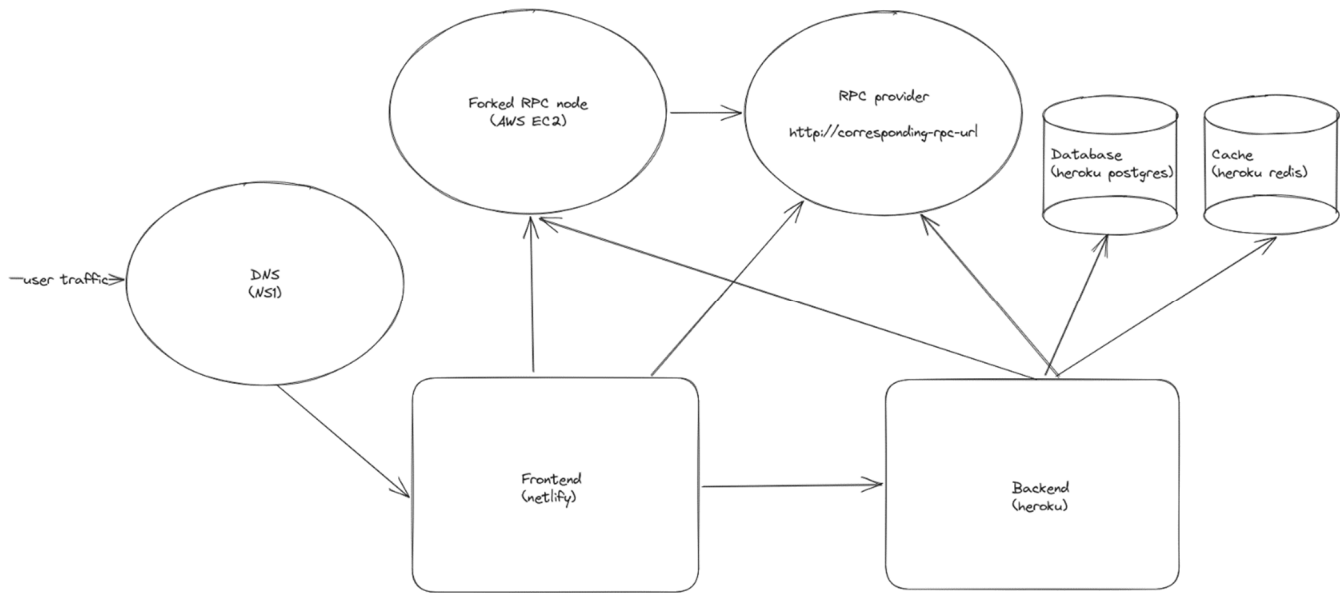 Forked RPC node
(AWS EC2)
RPC provider
http://corresponding-rpc-url
Database
(heroku postgres)
Cache
(heroku redis)
user traffic
DNS
(NS1)
Frontend
(netlify)
Backend
(heroku)